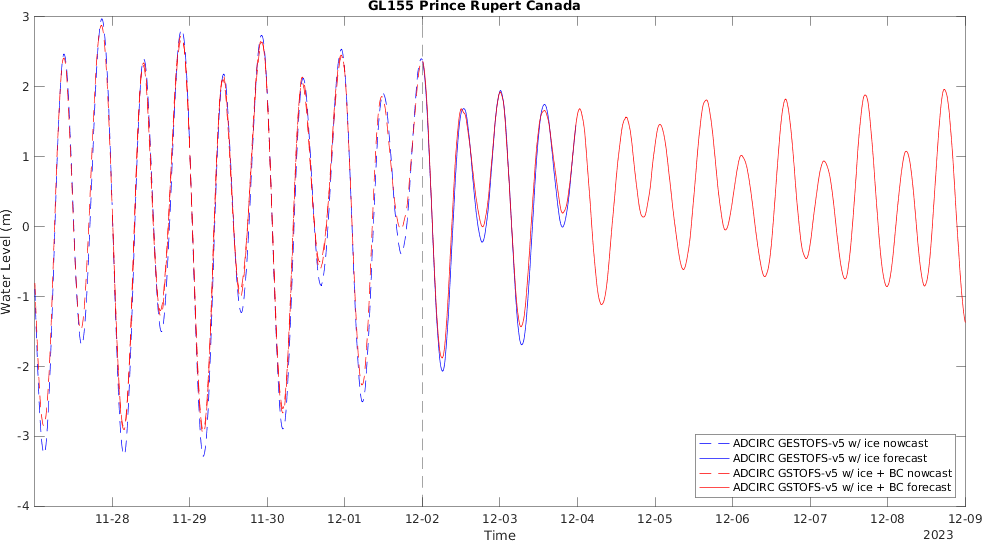 GL155 Prince Rupert Canada
3
2
1
0
-1
-2
-3
-4
Water Level (m)
ADCIRC GESTOFS-v5 w/ ice nowcast
ADCIRC GESTOFS-v5 w/ ice forecast
ADCIRC GSTOFS-v5 w/ ice + BC nowcast
ADCIRC GSTOFS-v5 w/ ice + BC forecast
11-28 11-29 11-30 12-01 12-02 12-03 12-04 12-05 12-06 12-07 12-08 12-09
Time
2023